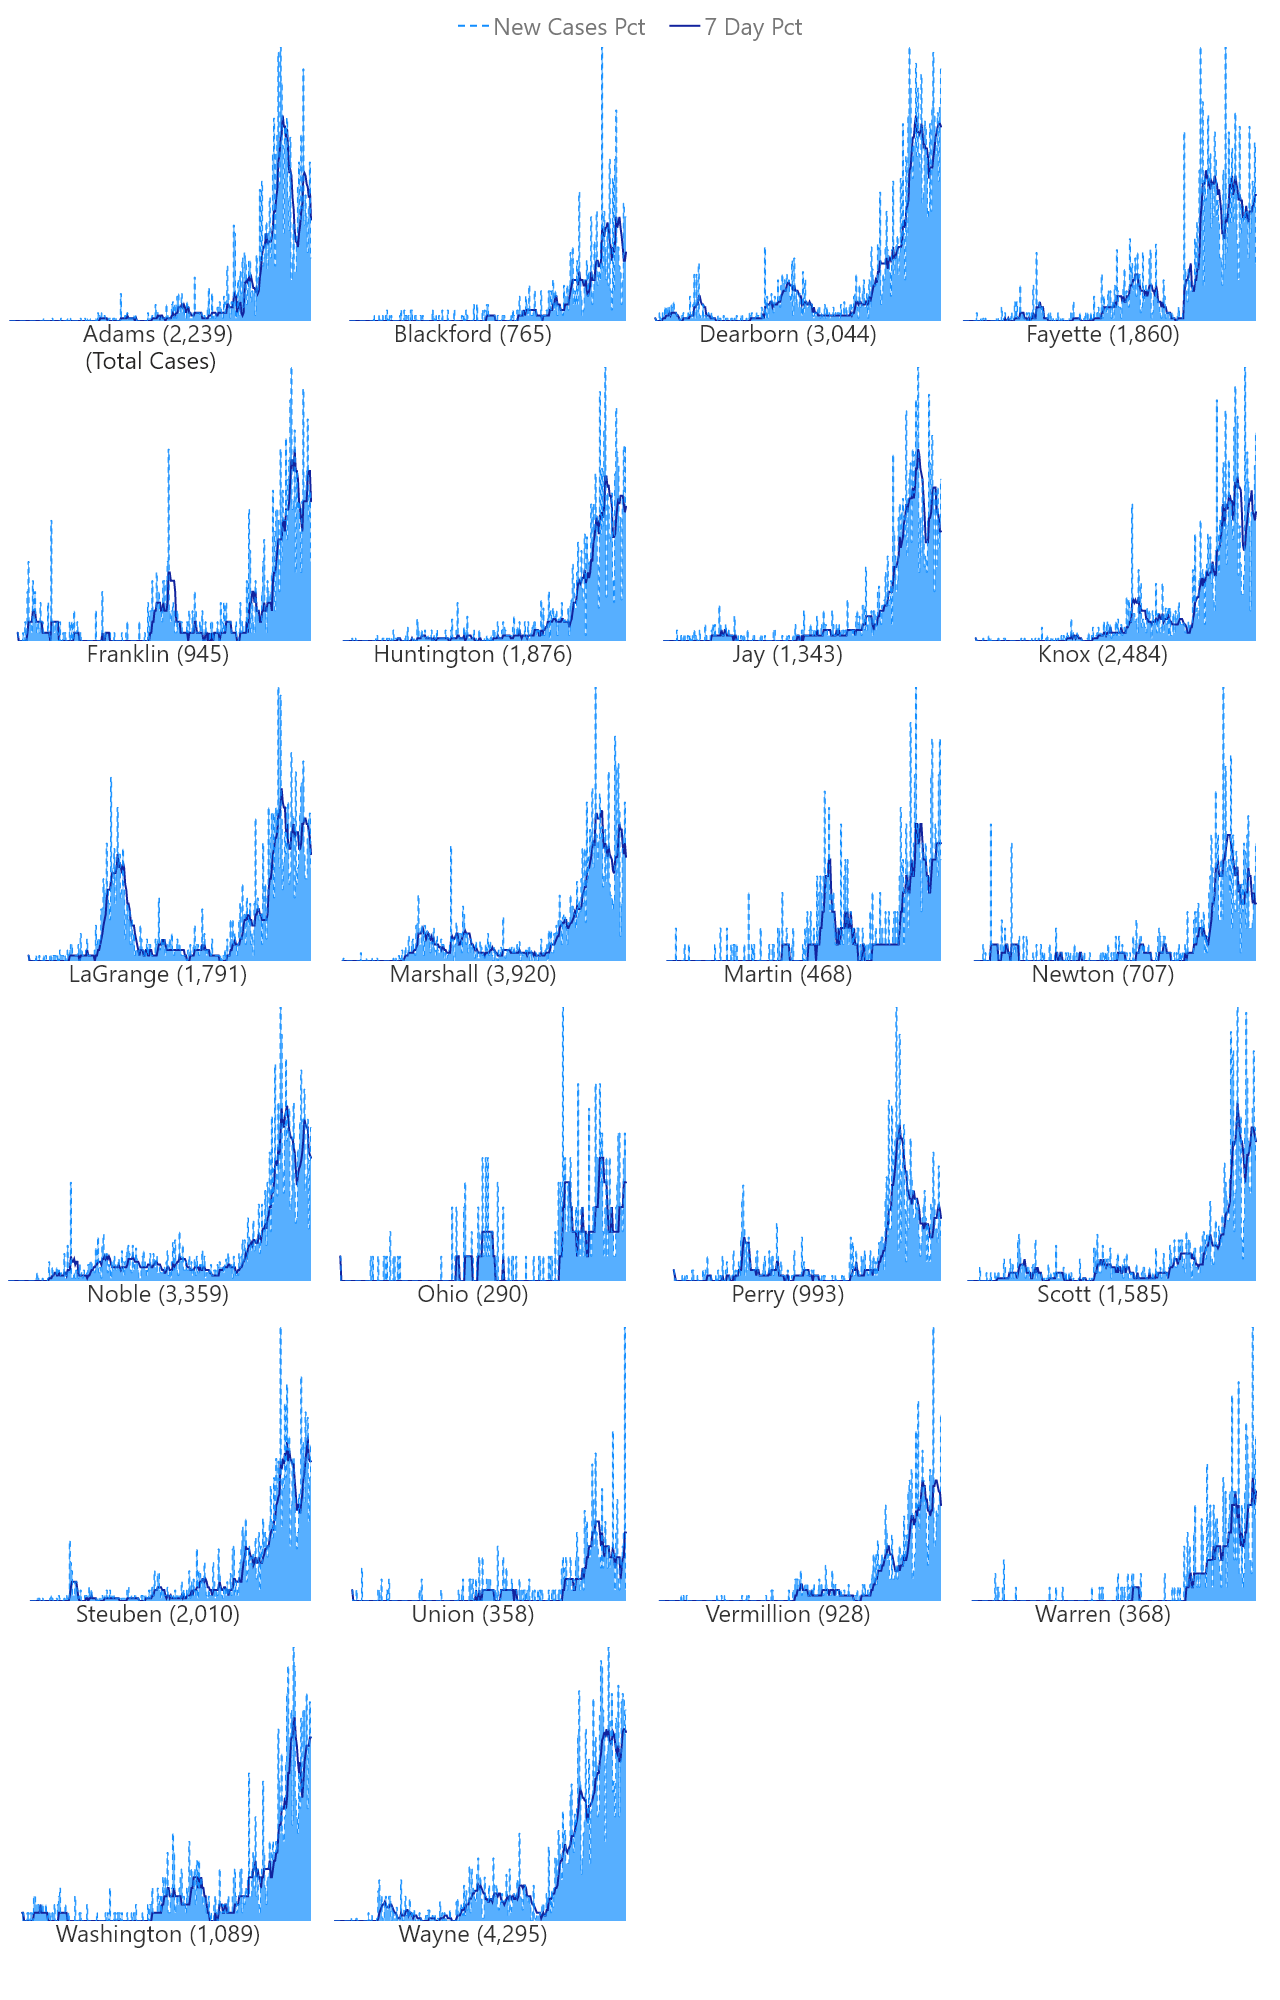 New Cases Pct 7 Day Pct
Adams (2,239) Blackford (765) Dearborn (3,044) Fayette (1,860)
(Total Cases)
Franklin (945) Huntington (1,876) Jay (1,343) Knox (2,484)
LaGrange (1,791) Marshall (3,920) Martin (468) Newton (707)
Noble (3,359) Ohio (290) Perry (993) Scott (1,585)
Steuben (2,010) Union (358) Vermillion (928) Warren (368)
Washington (1,089) Wayne (4,295)